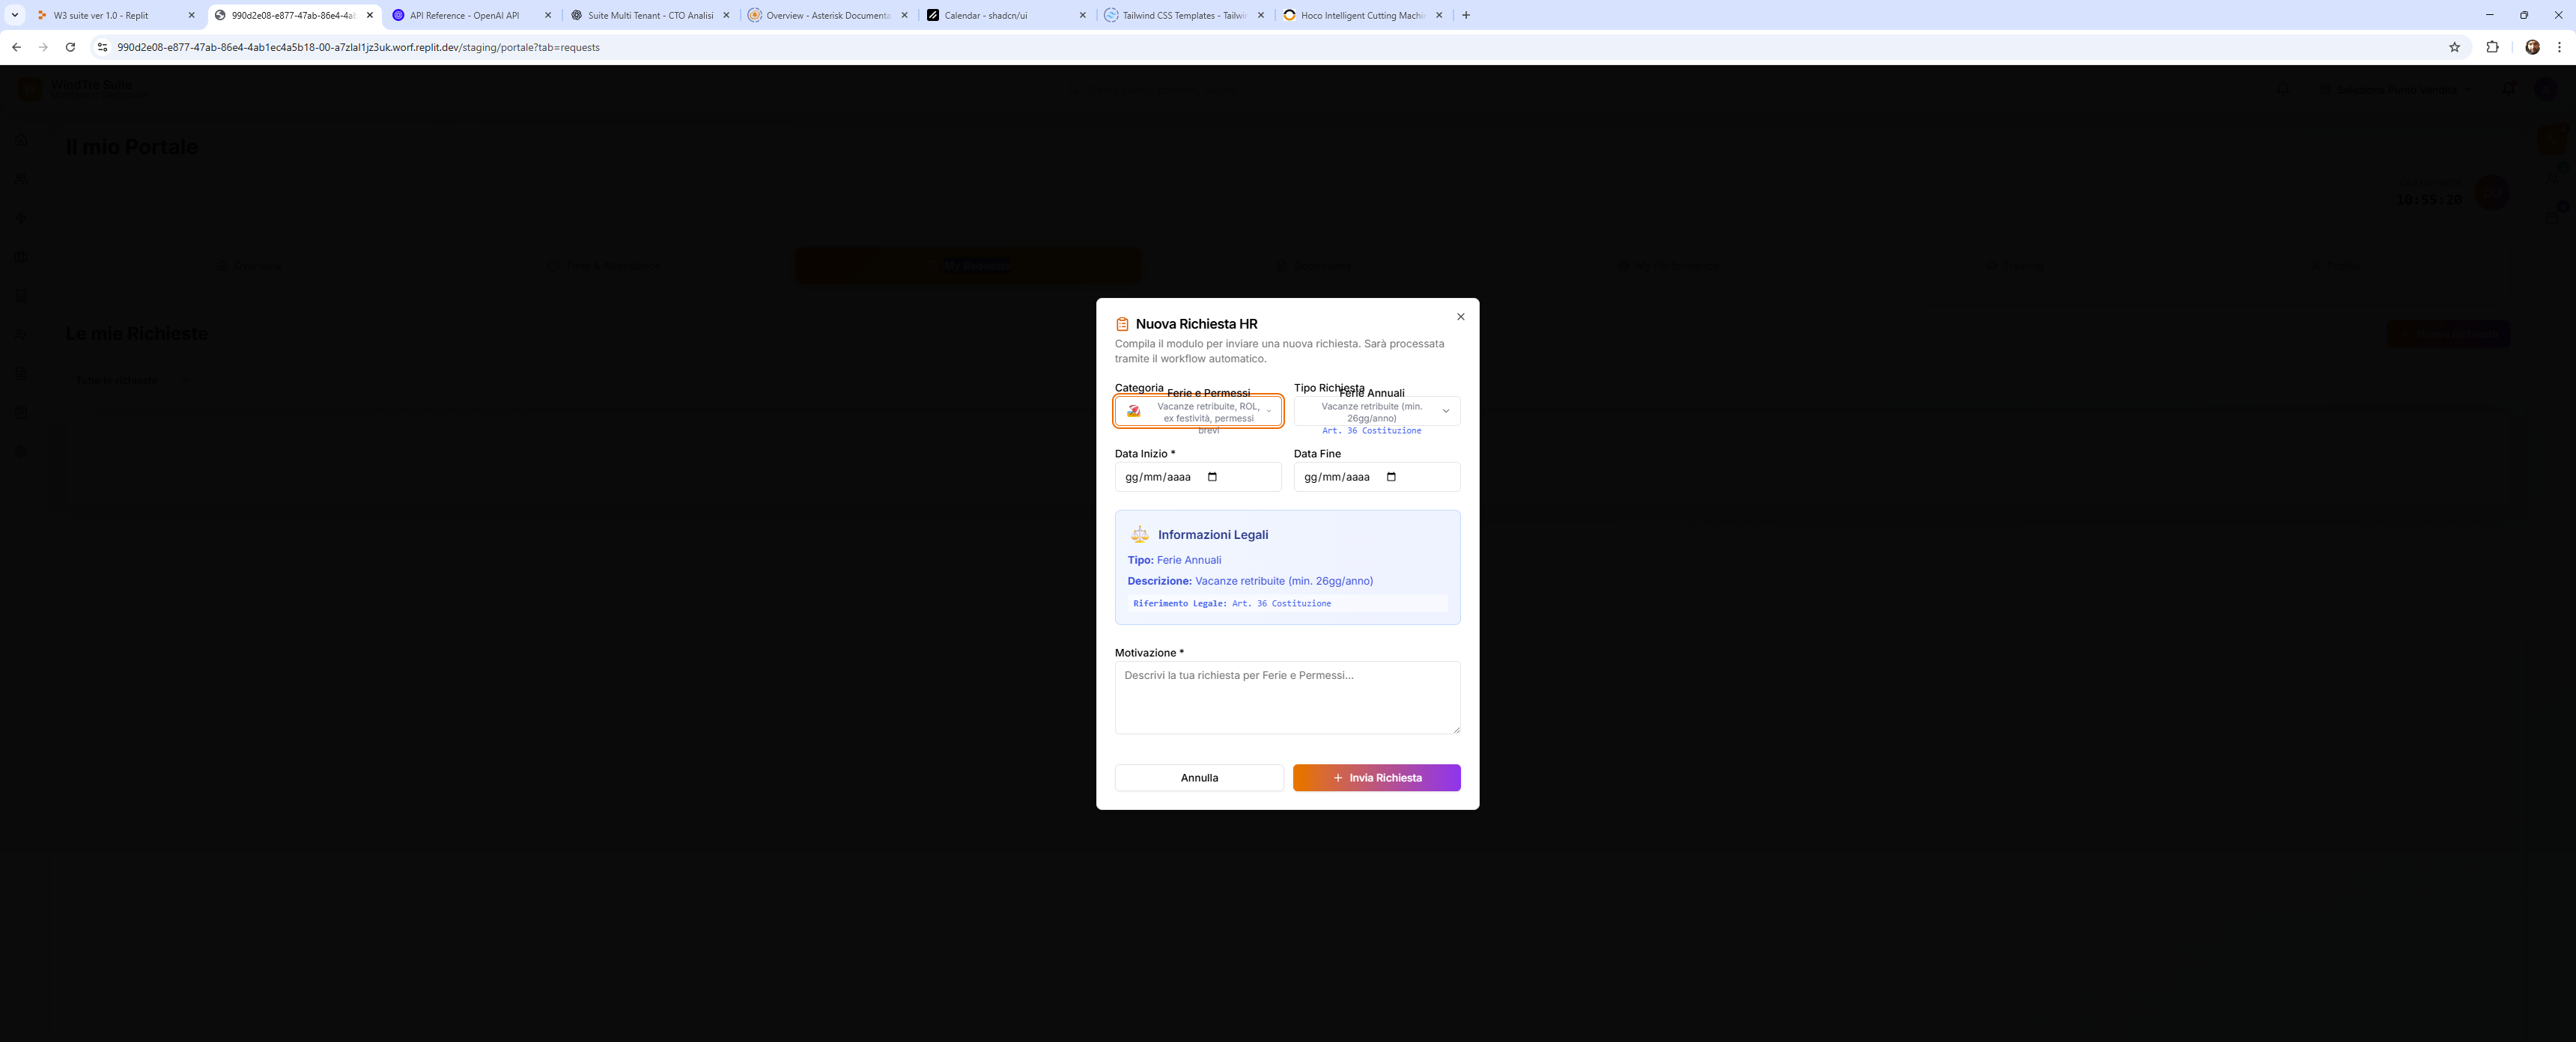 W3 suite ver 1.0 - Replit
990d2e08-e877-47ab-86e4-4ab
API Reference - OpenAI API
Suite Multi Tenant - CTO Analisi
Overview - Asterisk Documenta
Calendar - shadcn/ui
Tailwind CSS Templates - Tailwi
Hoco Intelligent Cutting Machi
990d2e08-e877-47ab-86e4-4ab1ec4a5b18-00-a7zlal1jz3uk.worf.replit.dev/staging/portale?tab=requests
WindTre Suite
Seleziona Punto Vendita
Il mio Portale
10:55:20
My Requests
Le mie Richieste
Tutte le richieste
Nuova Richiesta HR
Compila il modulo per inviare una nuova richiesta. Sarà processata
tramite il workflow automatico.
Categoria
Ferie e Permessi
Vacanze retribuite, ROL,
ex festività, permessi
brevi
Tipo Richiesta
Ferie Annuali
Vacanze retribuite (min.
26gg/anno)
Art. 36 Costituzione
Data Inizio *
gg/mm/aaaa
Data Fine
gg/mm/aaaa
Informazioni Legali
Tipo: Ferie Annuali
Descrizione: Vacanze retribuite (min. 26gg/anno)
Riferimento Legale: Art. 36 Costituzione
Motivazione *
Descrivi la tua richiesta per Ferie e Permessi...
Annulla
Invia Richiesta